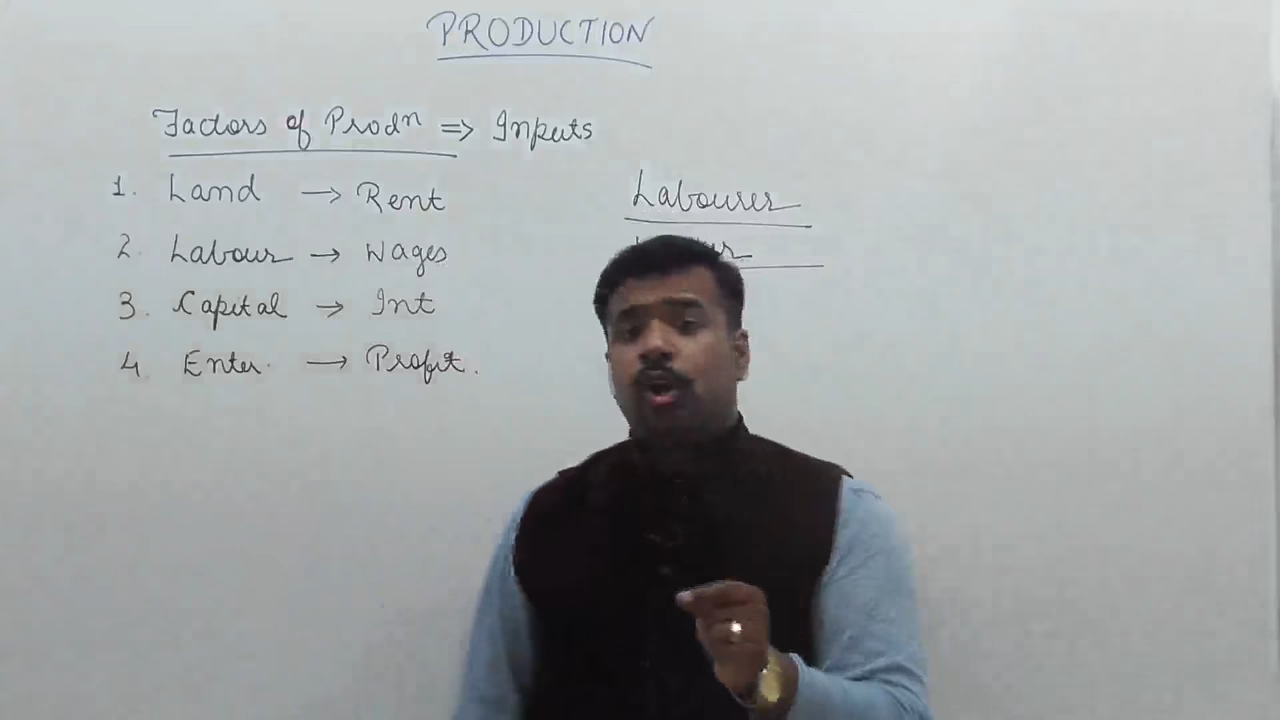 PRODUCTION
Factors of Prodn => Inputs
1. Land → Rent
2. Labour → Wages
3. Capital → Int
4 Enter. → Profit.
Labourer